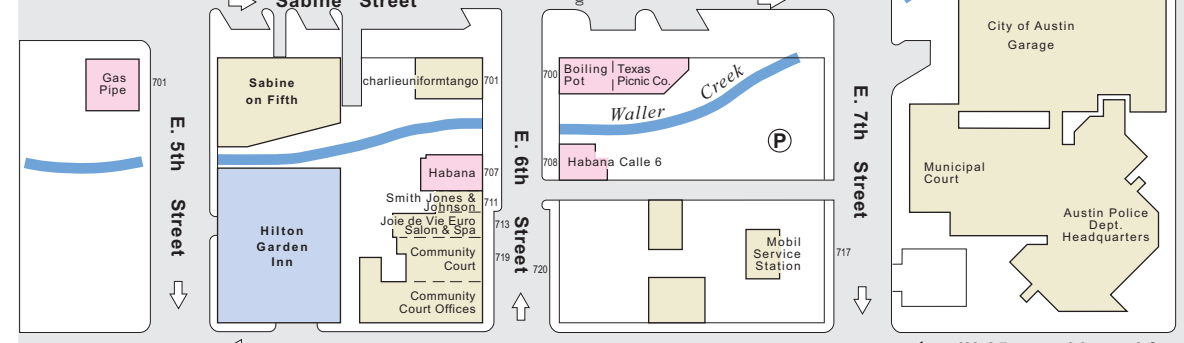 Sabine Street
City of Austin
Garage
Gas
Pipe
701
E. 5th Street
Sabine
on Fifth
charlieuniformtango
701
Hilton
Garden
Inn
Habana
707
Smith Jones &
Johnson
711
Joie de Vie Euro
Salon & Spa
713
Community
Court
719
Community
Court Offices
E. 6th Street
700
Boiling
Pot
Texas
Picnic Co.
Waller Creek
P
708
Habana Calle 6
720
Mobil
Service
Station
717
E. 7th Street
Municipal
Court
Austin Police
Dept.
Headquarters